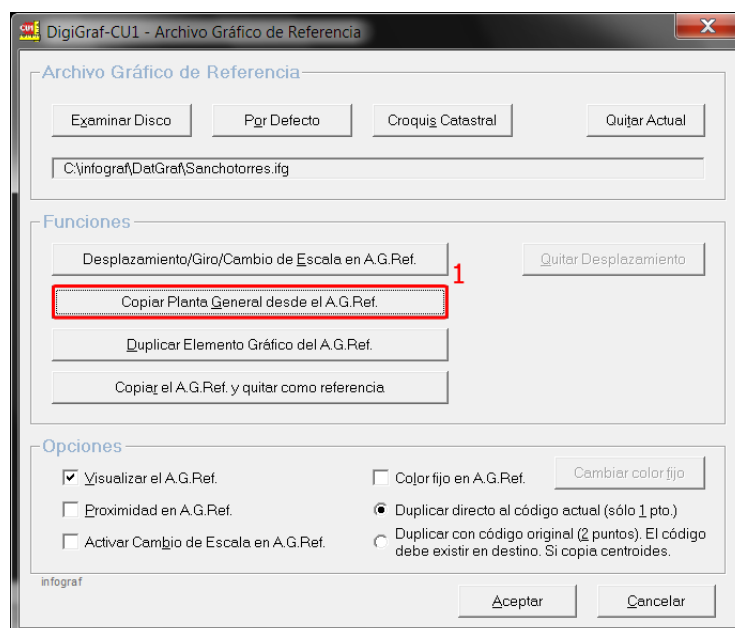 CU1 DigiGraf-CU1 - Archivo Gráfico de Referencia
Archivo Gráfico de Referencia
Examinar Disco Por Defecto Croquis Catastral Quitar Actual
C:\infograf\DatGraf\Sanchotorres.ifg
Funciones
Desplazamiento/Giro/Cambio de Escala en A.G.Ref. Quitar Desplazamiento
1
Copiar Planta General desde el A.G.Ref.
Duplicar Elemento Gráfico del A.G.Ref.
Copiar el A.G.Ref. y quitar como referencia
Opciones
Visualizar el A.G.Ref. Color fijo en A.G.Ref. Cambiar color fijo
Proximidad en A.G.Ref. Duplicar directo al código actual (sólo 1 pto.)
Activar Cambio de Escala en A.G.Ref. Duplicar con código original (2 puntos). El código
debe existir en destino. Si copia centroides.
infograf
Aceptar Cancelar